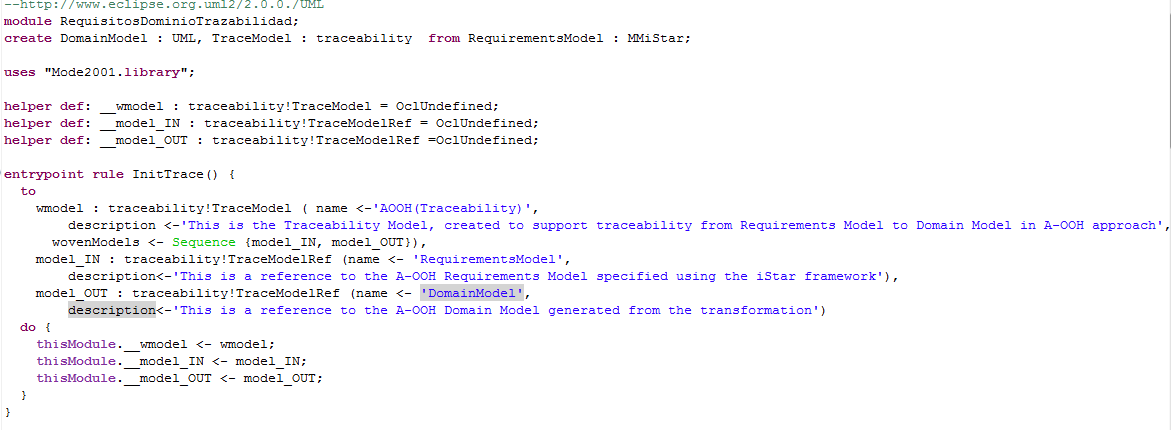 --http://www.eclipse.org.uml2/2.0.0./UML
module RequisitosDominioTrazabilidad;
create DomainModel : UML, TraceModel : traceability  from RequirementsModel : MMiStar;
uses "Mode2001.library";
helper def: __wmodel : traceability!TraceModel = OclUndefined;
helper def: __model_IN : traceability!TraceModelRef = OclUndefined;
helper def: __model_OUT : traceability!TraceModelRef =OclUndefined;
entrypoint rule InitTrace() {
to
wmodel : traceability!TraceModel ( name <-'AOOH(Traceability)',
description <-'This is the Traceability Model, created to support traceability from Requirements Model to Domain Model in A-OOH approach',
wovenModels <- Sequence {model_IN, model_OUT}),
model_IN : traceability!TraceModelRef (name <- 'RequirementsModel',
description<-'This is a reference to the A-OOH Requirements Model specified using the iStar framework'),
model_OUT : traceability!TraceModelRef (name <- 'DomainModel',
description<-'This is a reference to the A-OOH Domain Model generated from the transformation')
do {
thisModule.__wmodel <- wmodel;
thisModule.__model_IN <- model_IN;
thisModule.__model_OUT <- model_OUT;
}
}